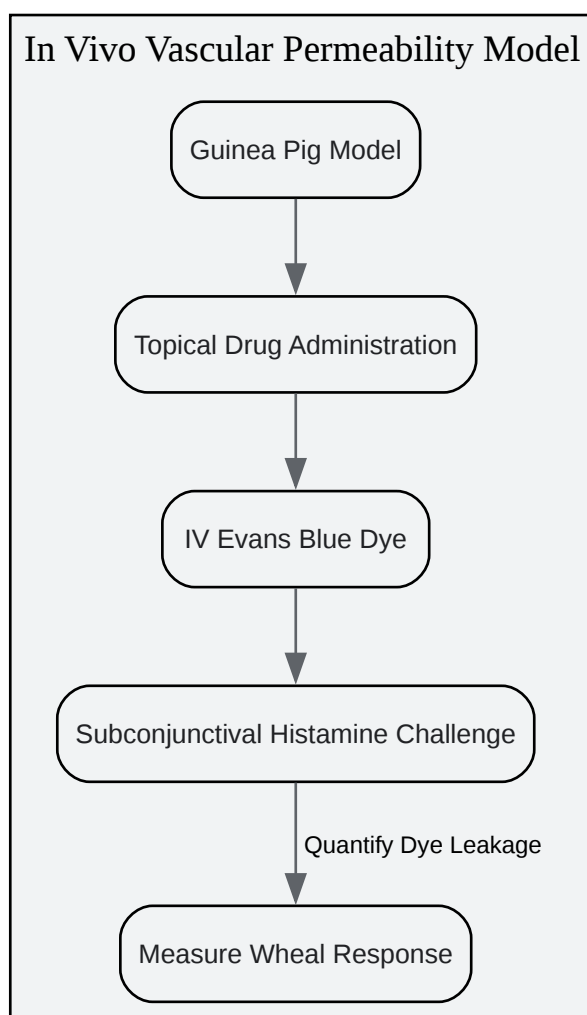 In Vivo Vascular Permeability Model
Guinea Pig Model
Topical Drug Administration
IV Evans Blue Dye
Subconjunctival Histamine Challenge
Quantify Dye Leakage
Measure Wheal Response